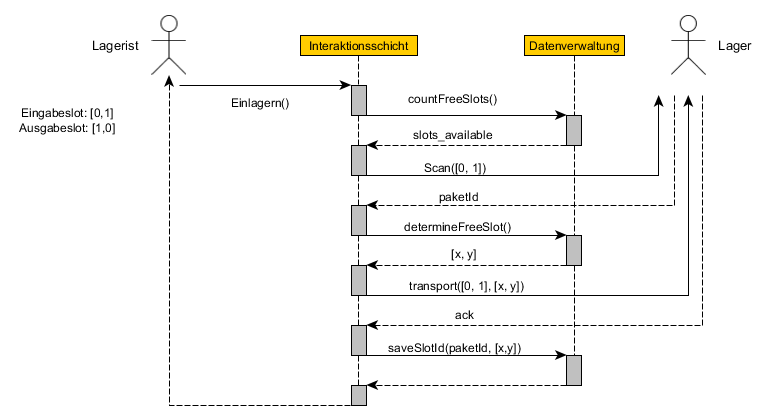 Lagerist
Interaktionsschicht
Datenverwaltung
Lager
Einlagern()
countFreeSlots()
Eingabeslot: [0,1]
Ausgabeslot: [1,0]
slots_available
Scan([0, 1])
paketId
determineFreeSlot()
[x, y]
transport([0, 1], [x, y])
ack
saveSlotId(paketId, [x,y])